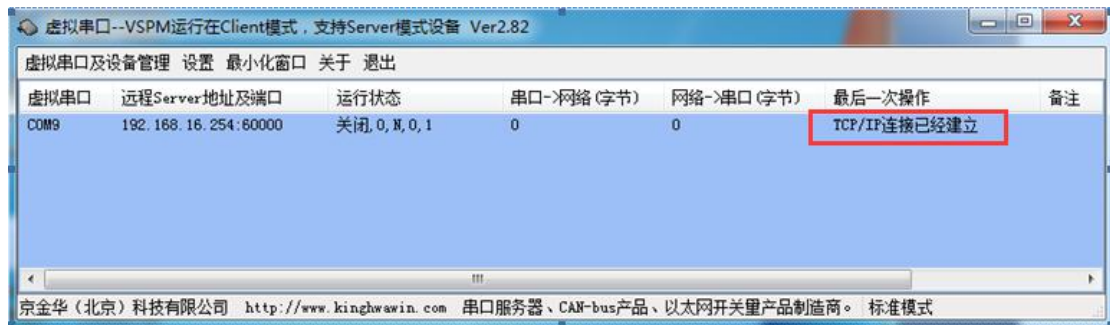 虚拟串口--VSPM运行在Client模式，支持Server模式设备 Ver2.82
虚拟串口及设备管理 设置 最小化窗口 关于 退出
虚拟串口 远程Server地址及端口 运行状态 串口->网络(字节) 网络->串口(字节) 最后一次操作 备注
COM9 192.168.16.254:60000 关闭,0,N,0,1 0 0 TCP/IP连接已经建立
京金华（北京）科技有限公司 http://www.kinghwawin.com 串口服务器、CAN-bus产品、以太网开关量产品制造商。 标准模式